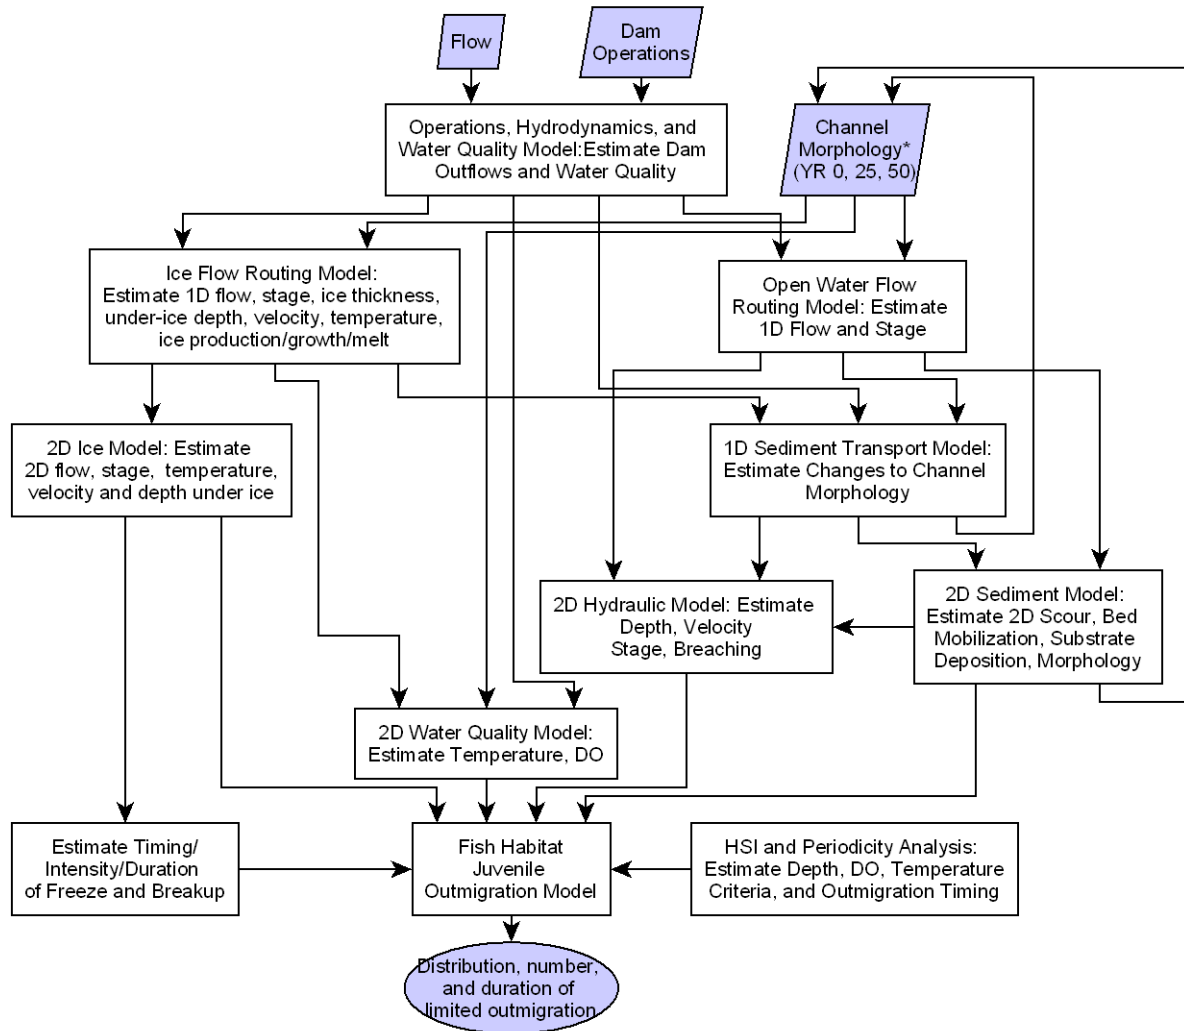 Flow
Dam
Operations
Operations, Hydrodynamics, and
Water Quality Model:Estimate Dam
Outflows and Water Quality
Channel
Morphology*
(YR 0, 25, 50)
Ice Flow Routing Model:
Estimate 1D flow, stage, ice thickness,
under-ice depth, velocity, temperature,
ice production/growth/melt
Open Water Flow
Routing Model: Estimate
1D Flow and Stage
2D Ice Model: Estimate
2D flow, stage, temperature,
velocity and depth under ice
1D Sediment Transport Model:
Estimate Changes to Channel
Morphology
2D Hydraulic Model: Estimate
Depth, Velocity
Stage, Breaching
2D Sediment Model:
Estimate 2D Scour, Bed
Mobilization, Substrate
Deposition, Morphology
2D Water Quality Model:
Estimate Temperature, DO
Estimate Timing/
Intensity/Duration
of Freeze and Breakup
Fish Habitat
Juvenile
Outmigration Model
HSI and Periodicity Analysis:
Estimate Depth, DO, Temperature
Criteria, and Outmigration Timing
Distribution, number,
and duration of
limited outmigration